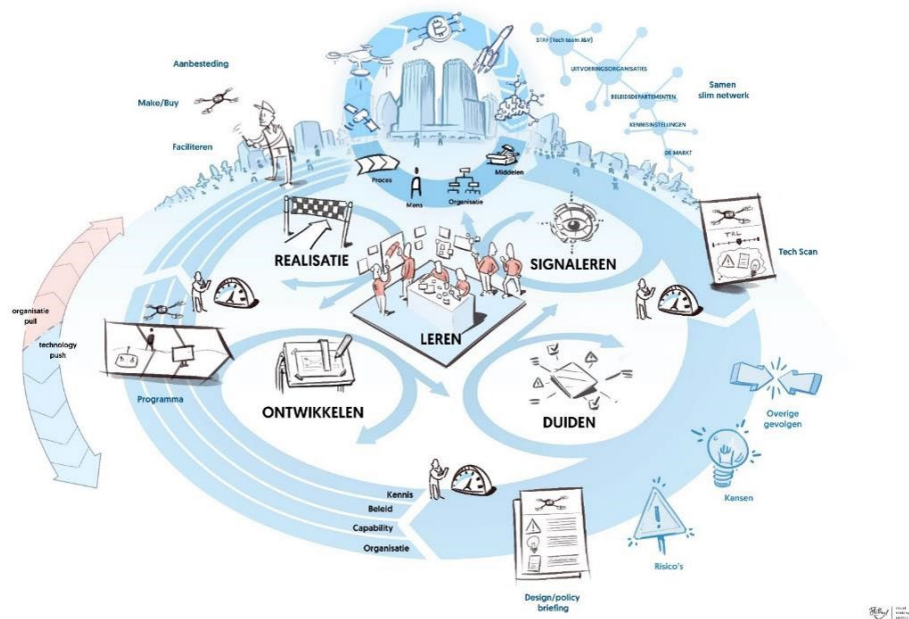 Aanbesteding
Make/Buy
Faciliteren
STAF (Tech team J&V)
UITVOERINGSORGANISATIES
BELEIDSDEPARTEMENTEN
KENNISINSTELLINGEN
DE MARKT
Samen
slim netwerk
Proces
Mens
Organisatie
Middelen
REALISATIE
SIGNALEREN
TRL
Tech Scan
LEREN
organisatie
pull
technology
push
Programma
ONTWIKKELEN
DUIDEN
Overige
gevolgen
Kansen
Risico's
Kennis
Beleid
Capability
Organisatie
Design/policy
briefing